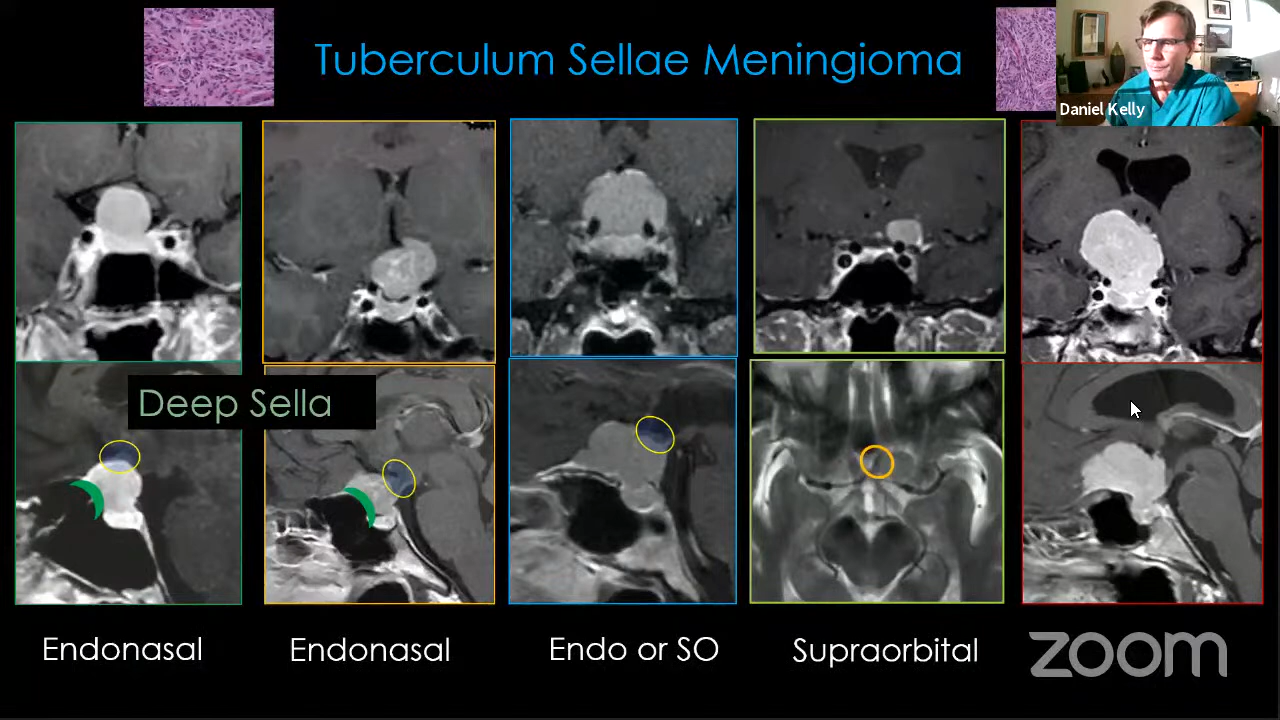 Tuberculum Sellae Meningioma
Daniel Kelly
Deep Sella
Endonasal
Endonasal
Endo or SO
Supraorbital
zoom